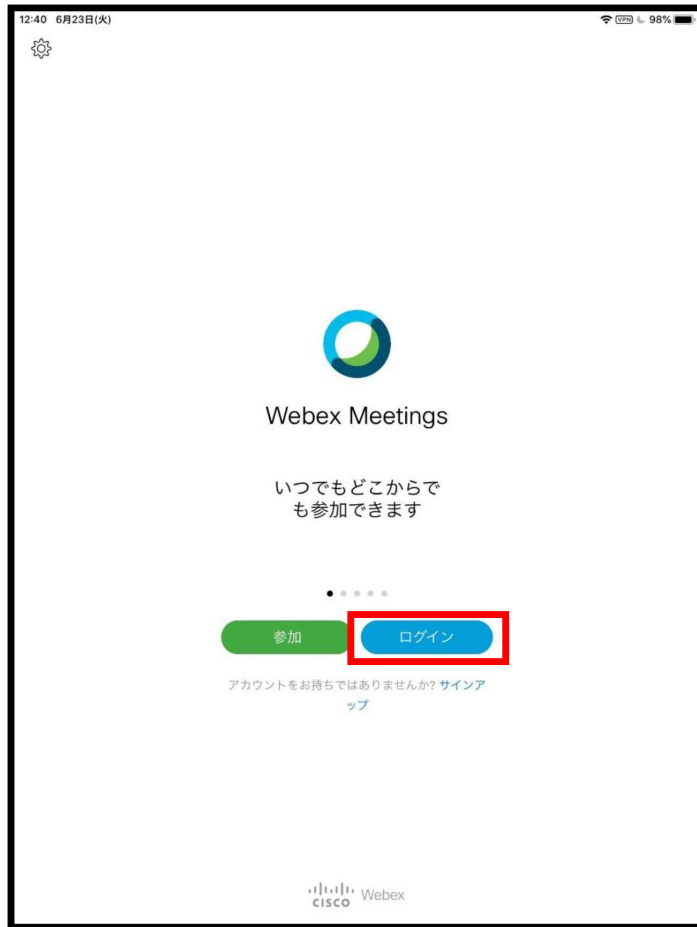 12:40 6月23日(火)
VPN 98%
Webex Meetings
いつでもどこからで
も参加できます
参加 ログイン
アカウントをお持ちではありませんか? サインア
ップ
CISCO Webex